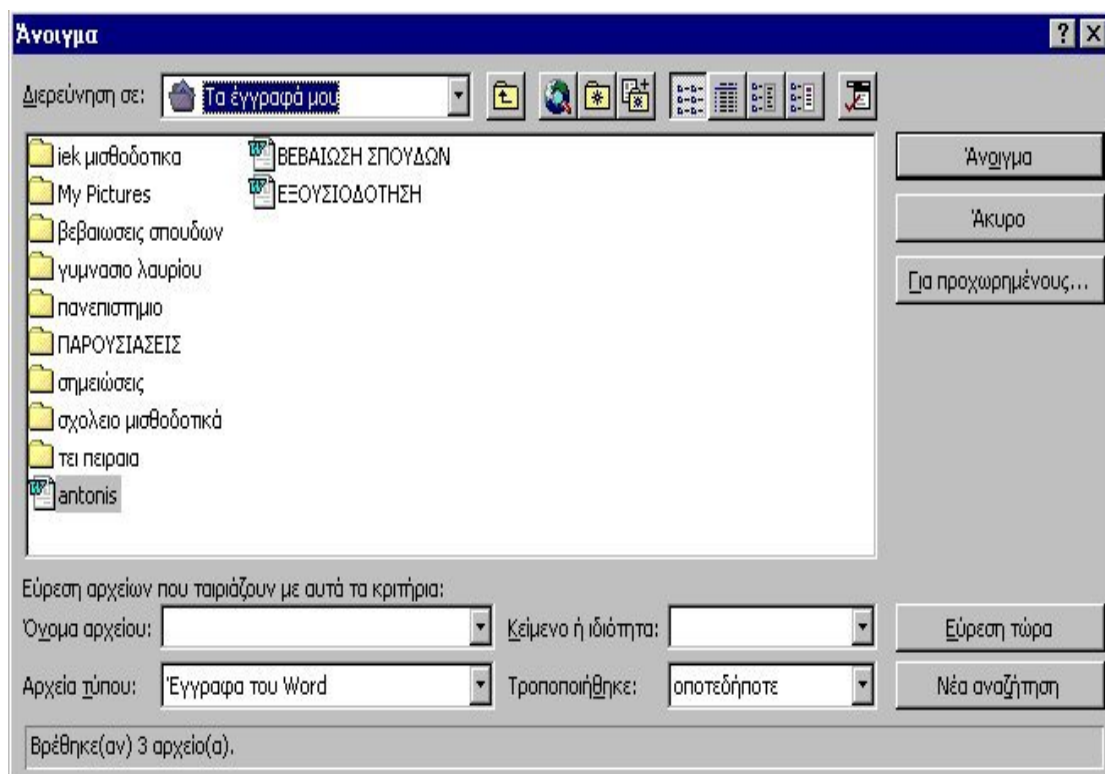 Άνοιγμα
Διερεύνηση σε: Τα έγγραφά μου
iek μισθοδοτικα
My Pictures
βεβαιωσεις σπουδων
γυμνασιο λαυρίου
πανεπιστημιο
ΠΑΡΟΥΣΙΑΣΕΙΣ
σημειώσεις
σχολειο μισθοδοτικά
τει πειραια
antonis
ΒΕΒΑΙΩΣΗ ΣΠΟΥΔΩΝ
ΕΞΟΥΣΙΟΔΟΤΗΣΗ
Άνοιγμα
Άκυρο
Για προχωρημένους...
Εύρεση αρχείων που ταιριάζουν με αυτά τα κριτήρια:
Όνομα αρχείου: Κείμενο ή ιδιότητα: Εύρεση τώρα
Αρχεία τύπου: Έγγραφα του Word Τροποποιήθηκε: οποτεδήποτε Νέα αναζήτηση
Βρέθηκε(αν) 3 αρχείο(α).